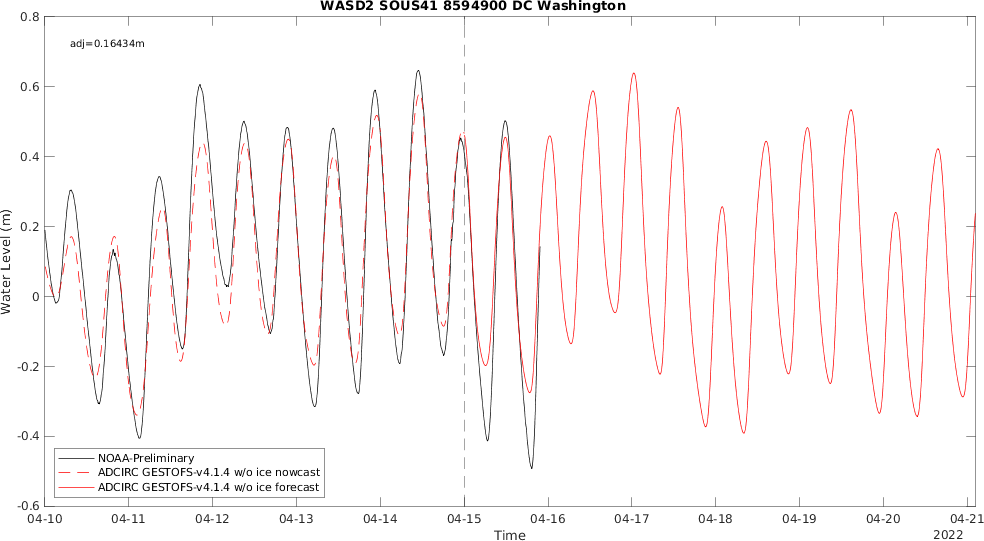 WASD2 SOUS41 8594900 DC Washington
0.8
adj=0.16434m
0.6
0.4
0.2
0
-0.2
-0.4
-0.6
Water Level (m)
NOAA-Preliminary
ADCIRC GESTOFS-v4.1.4 w/o ice nowcast
ADCIRC GESTOFS-v4.1.4 w/o ice forecast
04-10 04-11 04-12 04-13 04-14 04-15 04-16 04-17 04-18 04-19 04-20 04-21
Time
2022